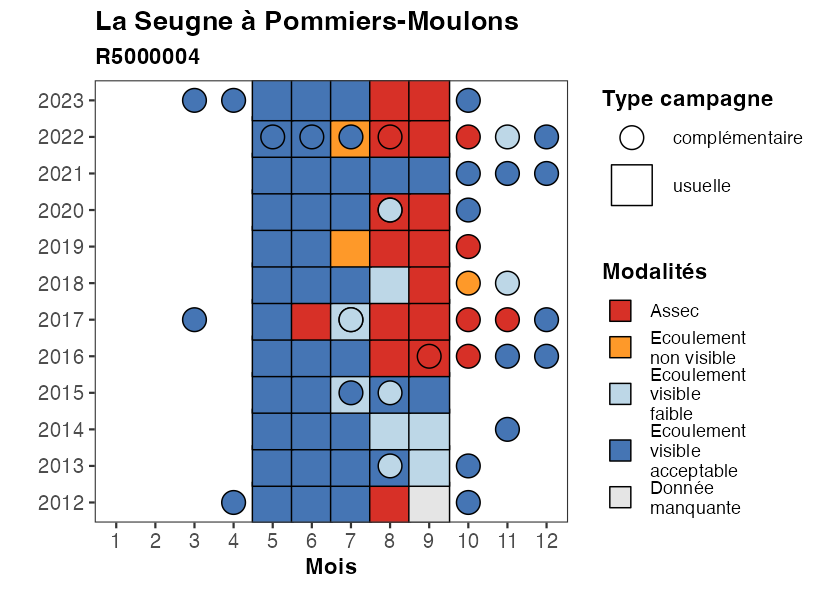 La Seugne à Pommiers-Moulons
R5000004
2023
2022
2021
2020
2019
2018
2017
2016
2015
2014
2013
2012
1 2 3 4 5 6 7 8 9 10 11 12
Mois
Type campagne
complémentaire
usuelle
Modalités
Assec
Ecoulement
non visible
Ecoulement
visible
faible
Ecoulement
visible
acceptable
Donnée
manquante